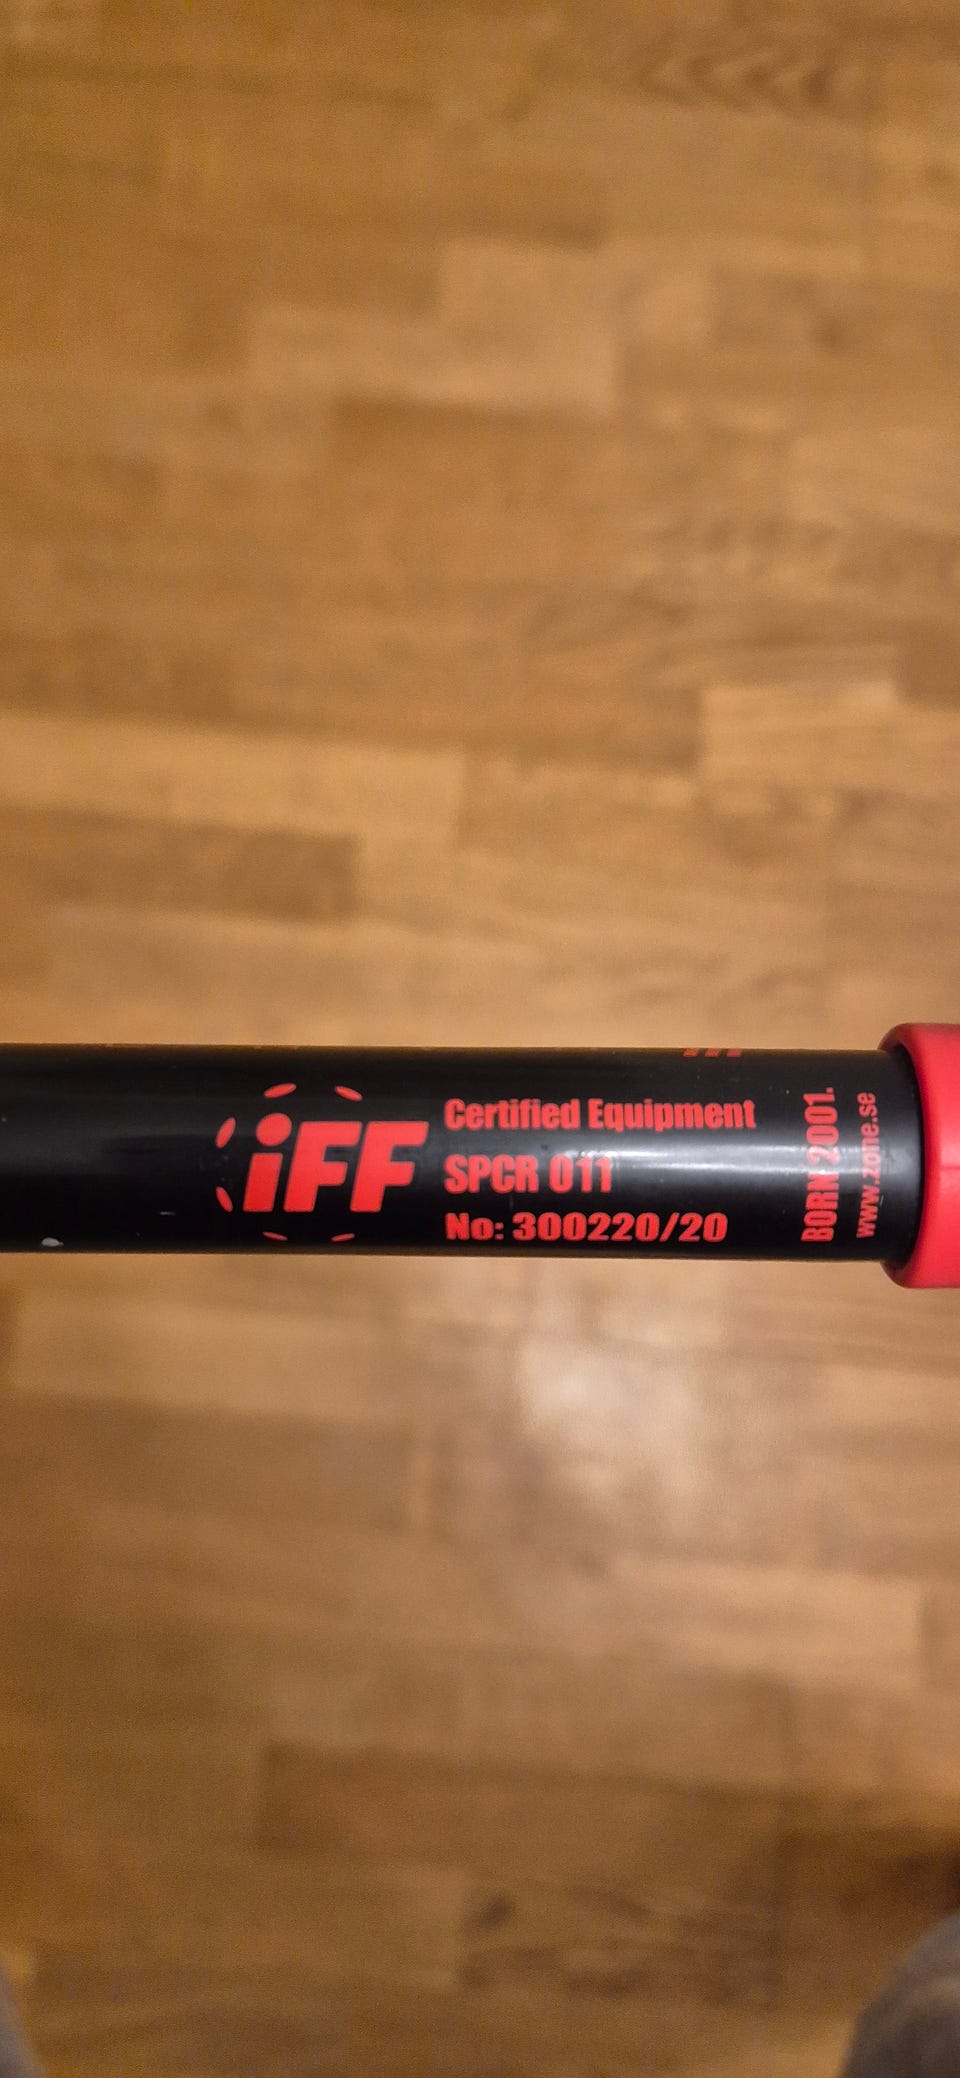 iFF
Certified Equipment
SPCR 011
No: 300220/20
BORN 2001.
www.zone.se